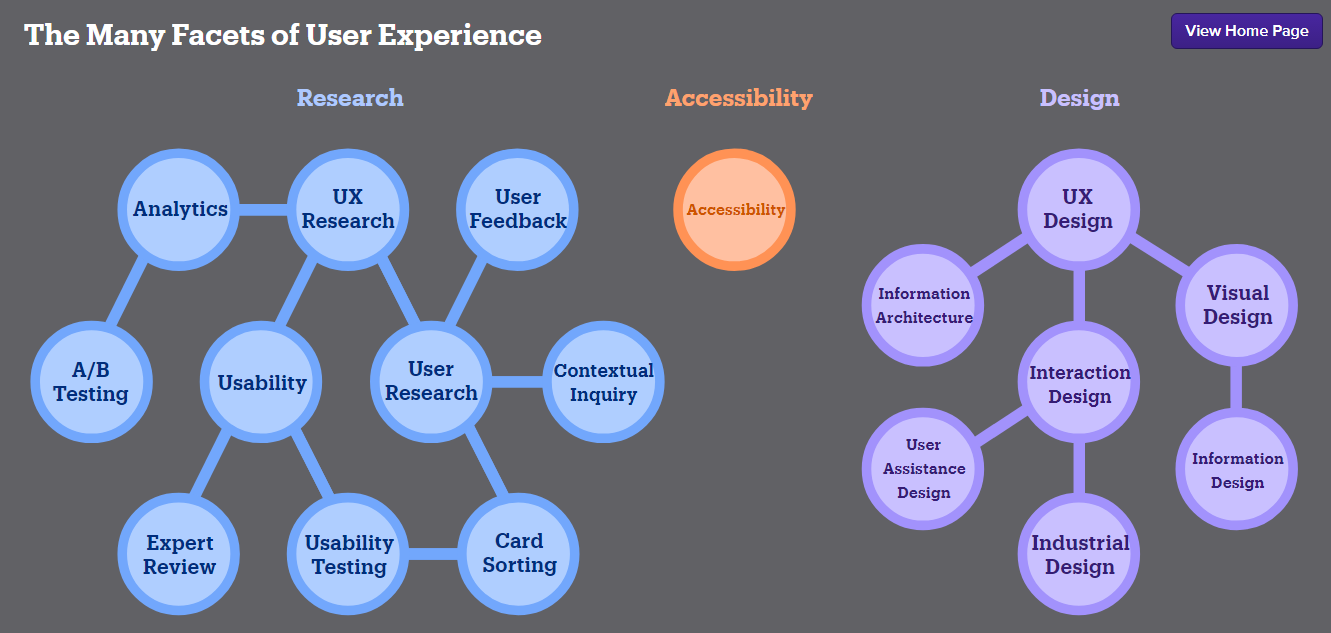 The Many Facets of User Experience
View Home Page
Research
Accessibility
Design
Analytics
UX
Research
User
Feedback
Accessibility
UX
Design
Information
Architecture
Visual
Design
A/B
Testing
Usability
User
Research
Contextual
Inquiry
Interaction
Design
User
Assistance
Design
Information
Design
Expert
Review
Usability
Testing
Card
Sorting
Industrial
Design